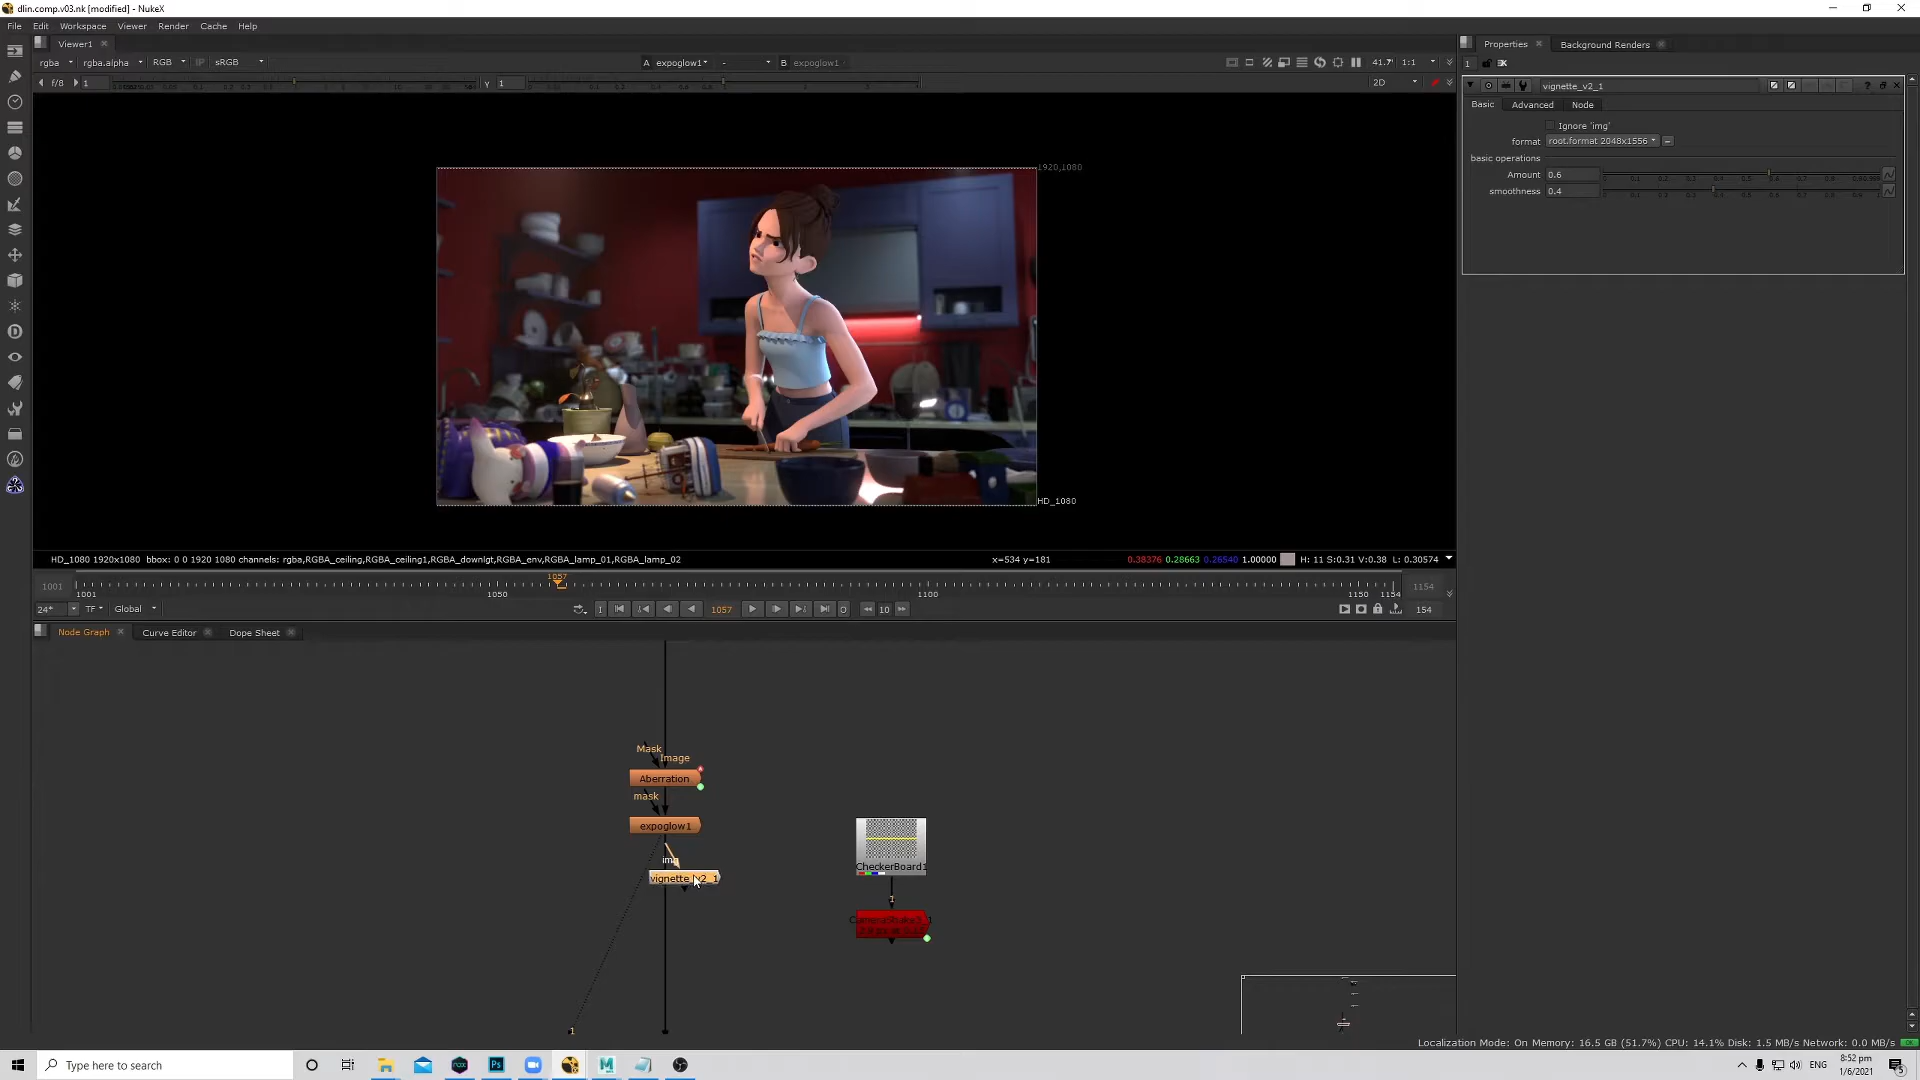 dlin.comp.v03.nk [modified] - NukeX
File Edit Workspace Viewer Render Cache Help
Viewer1
rgba rgba.alpha RGB IP sRGB A expoglow1 - B expoglow1 41.7 1:1
f/8 1 Y 1 2D
1920,1080
HD_1080
HD_1080 1920x1080 bbox: 0 0 1920 1080 channels: rgba,RGBA_ceiling,RGBA_ceiling1,RGBA_downlgt,RGBA_env,RGBA_lamp_01,RGBA_lamp_02 x=534 y=181 0.38376 0.28663 0.26540 1.00000 H: 11 S:0.31 V:0.38 L: 0.30574
1057
1001 1001 1050 1100 1150 1154 1154
24* TF Global 1057 10 154
Node Graph Curve Editor Dope Sheet
Mask
Image
Aberration
mask
expoglow1
img
vignette_v2_1
CheckerBoard1
1
1
Properties Background Renders
1
vignette_v2_1
Basic Advanced Node
Ignore 'img'
format root.format 2048x1556
basic operations
Amount 0.6
smoothness 0.4
Localization Mode: On Memory: 16.5 GB (51.7%) CPU: 14.1% Disk: 1.5 MB/s Network: 0.0 MB/s
Type here to search
ENG
8:52 pm
1/6/2021